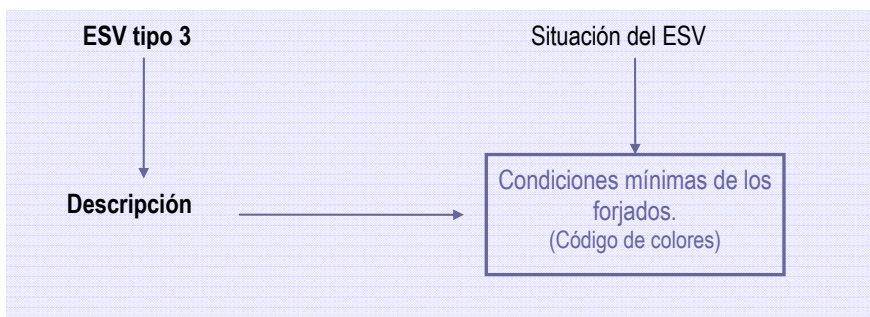 ESV tipo 3
Situación del ESV
Descripción
Condiciones mínimas de los
forjados.
(Código de colores)